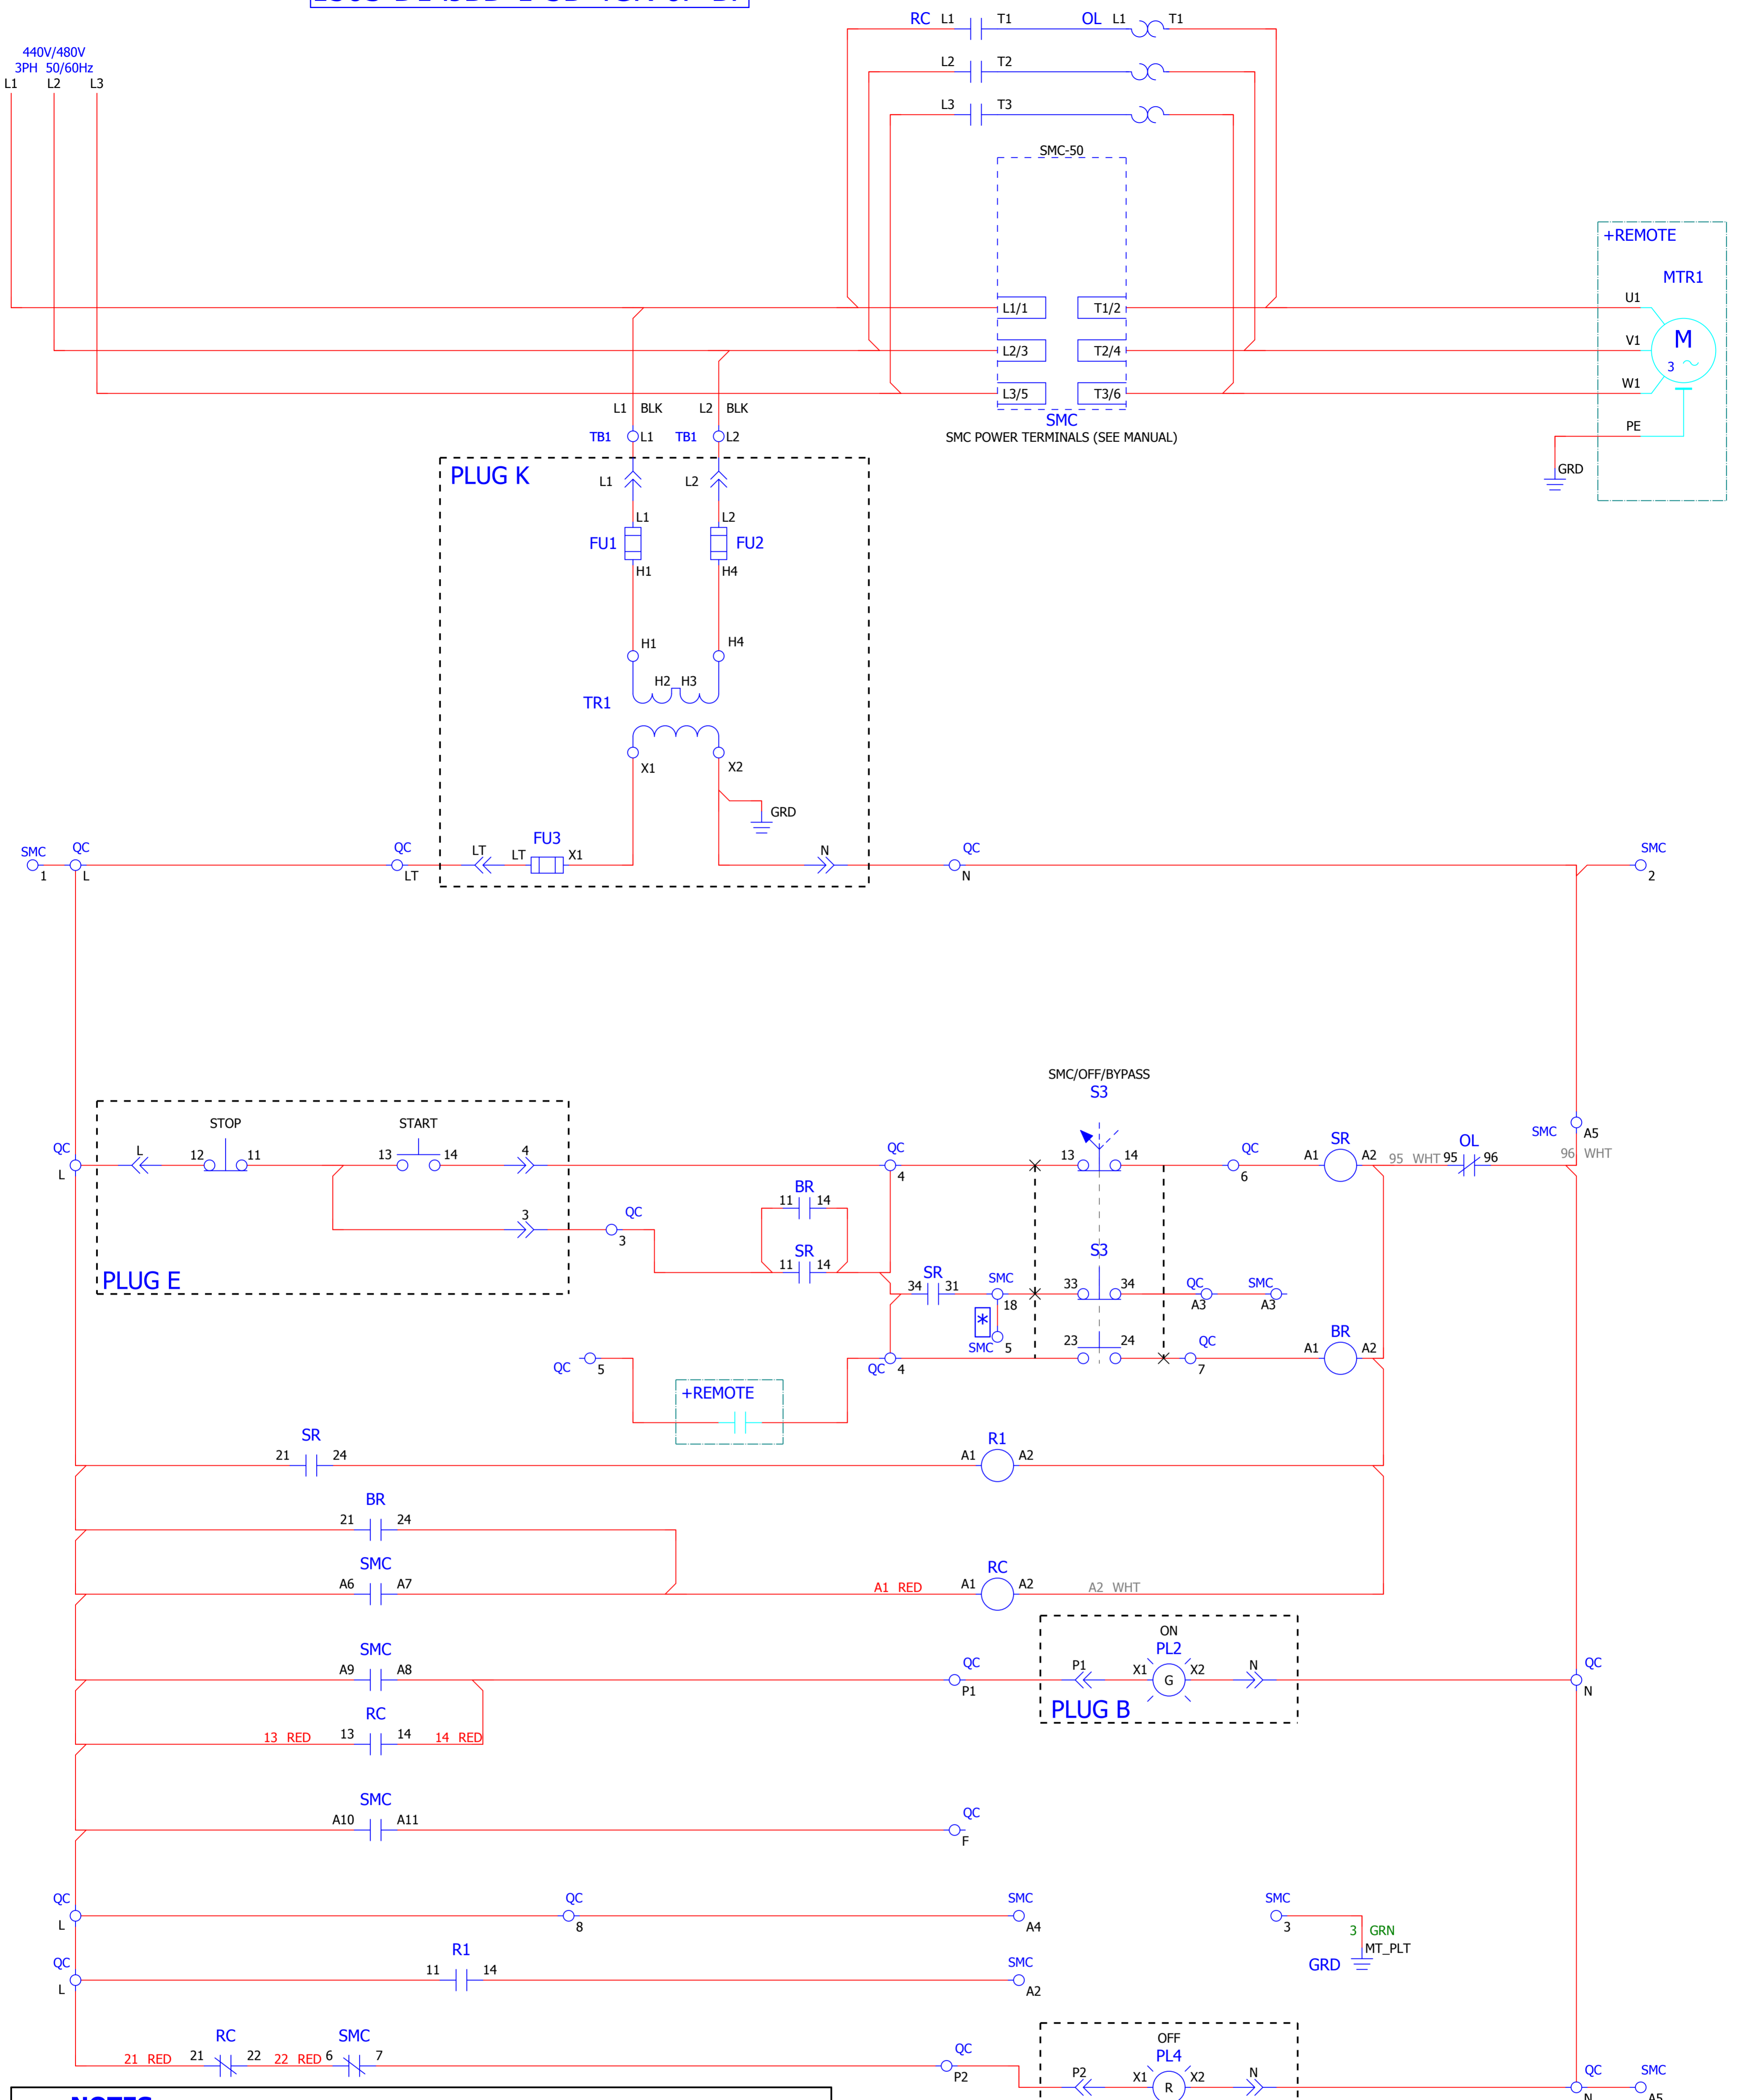 RC L1 T1 OL L1 T1
440V/480V
3PH 50/60Hz
L1 L2 L3
L2 T2
L3 T3
SMC-50
+REMOTE
MTR1
L1/1 T1/2 U1
L2/3 T2/4 V1
M
3
L3/5 T3/6 W1
L1 BLK L2 BLK
SMC
SMC POWER TERMINALS (SEE MANUAL)
PE
TB1 L1 TB1 L2
GRD
PLUG K
L1 L2
L1 L2
FU1 FU2
H1 H4
H1 H4
H2 H3
TR1
X1 X2
GRD
FU3
SMC QC QC LT LT X1 N QC SMC
1 L LT N 2
SMC/OFF/BYPASS
S3
STOP START
QC L 12 11 13 14 4 QC 13 14 QC SR A1 A2 95 WHT 95 OL 96 SMC A5
96 WHT
L 4 6
BR
11 14
3 QC
3
SR
11 14
S3
PLUG E
SR
34 31 SMC 33 34 QC SMC
18 A3 A3
*
SMC 5
23 24 QC BR
A1 A2
QC 5 QC 4 7
+REMOTE
SR
21 24
R1
A1 A2
BR
21 24
SMC
A6 A7
A1 RED
RC
A1 A2
A2 WHT
ON
SMC PL2
A9 A8 QC P1 X1 G X2 N QC
P1 N
PLUG B
RC
13 RED 13 14 14 RED
SMC
A10 A11 QC
F
QC QC SMC SMC
L 8 A4 3
3 GRN
MT_PLT
GRD
QC R1 SMC
L 11 14 A2
OFF
RC SMC PL4
21 RED 21 22 22 RED 6 7 QC
P2
P2 X1 R X2 N QC SMC
A5